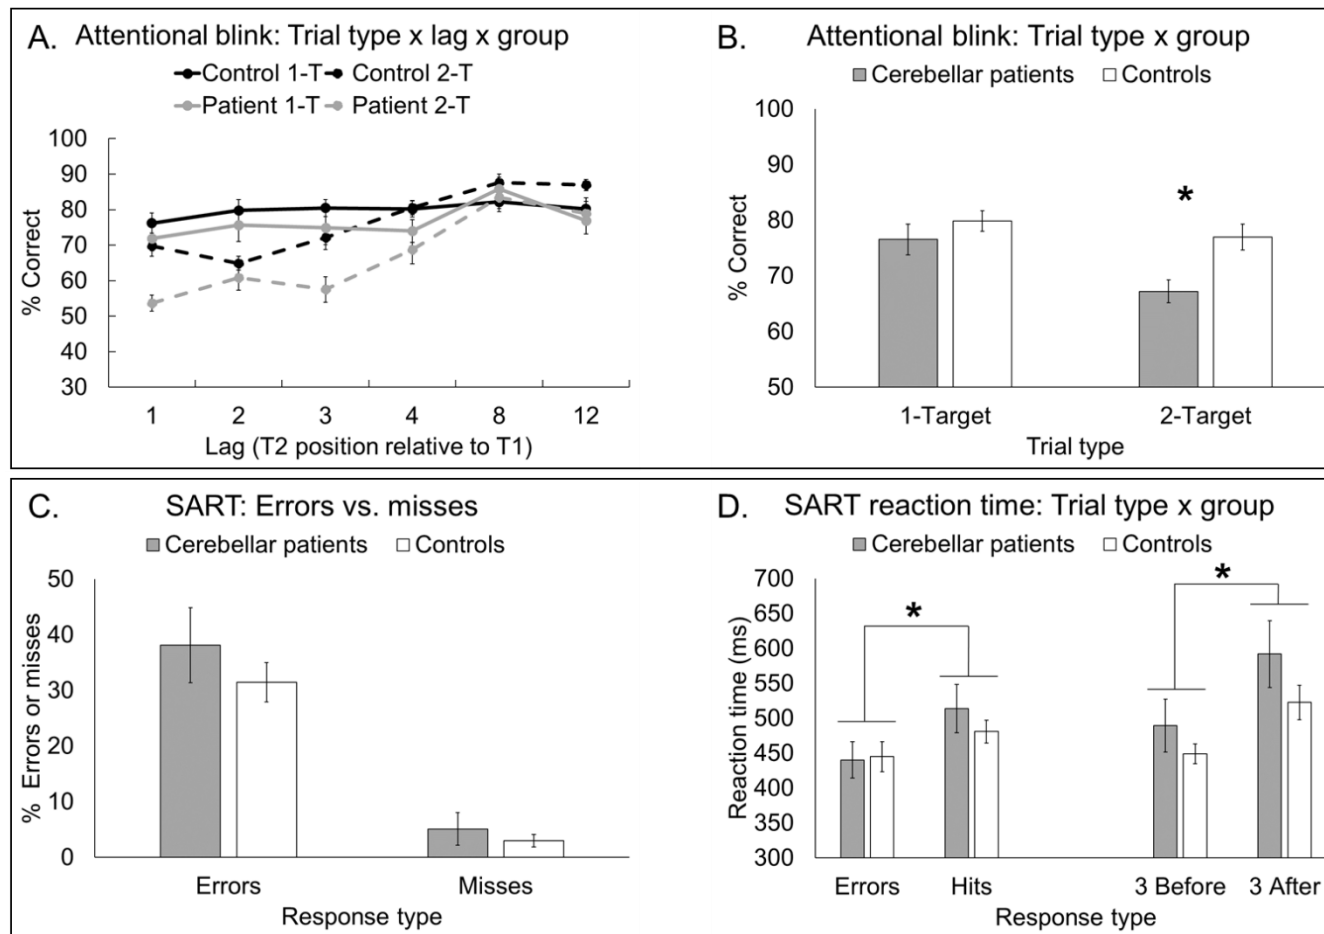 A. Attentional blink: Trial type x lag x group
Control 1-T Control 2-T
Patient 1-T Patient 2-T
% Correct
100
90
80
70
60
50
40
30
1 2 3 4 8 12
Lag (T2 position relative to T1)
B. Attentional blink: Trial type x group
Cerebellar patients Controls
% Correct
100
90
80
70
60
50
*
1-Target 2-Target
Trial type
C. SART: Errors vs. misses
Cerebellar patients Controls
% Errors or misses
50
40
30
20
10
0
Errors Misses
Response type
D. SART reaction time: Trial type x group
Cerebellar patients Controls
Reaction time (ms)
700
650
600
550
500
450
400
350
300
* *
Errors Hits 3 Before 3 After
Response type